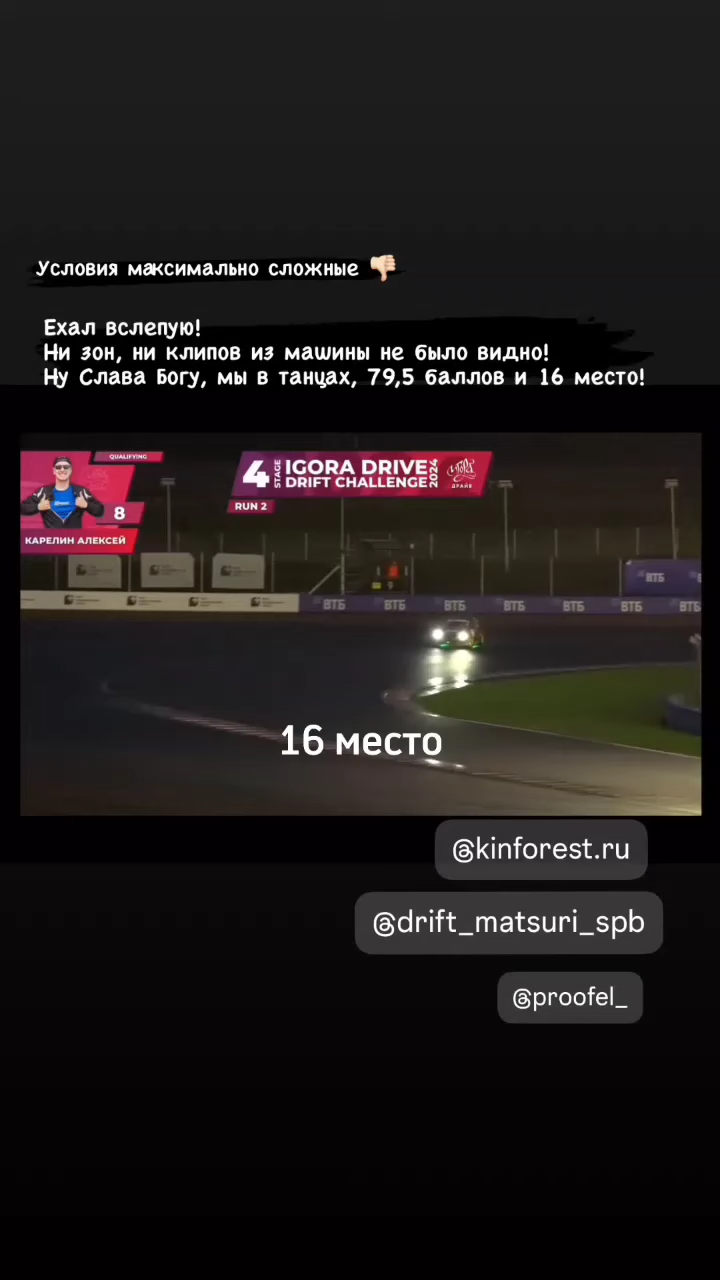 Условия максимально сложные
Ехал вслепую!
Ни зон, ни клипов из машины не было видно!
Ну Слава Богу, мы в танцах, 79,5 баллов и 16 место!
QUALIFYING
8
КАРЕЛИН АЛЕКСЕЙ
4 STAGE IGORA DRIVE
DRIFT CHALLENGE 2024
ИГОРА
ДРАЙВ
RUN 2
ВТБ
ВТБ ВТБ ВТБ ВТБ ВТБ ВТБ ВТБ
16 место
@kinforest.ru
@drift_matsuri_spb
@proofel_